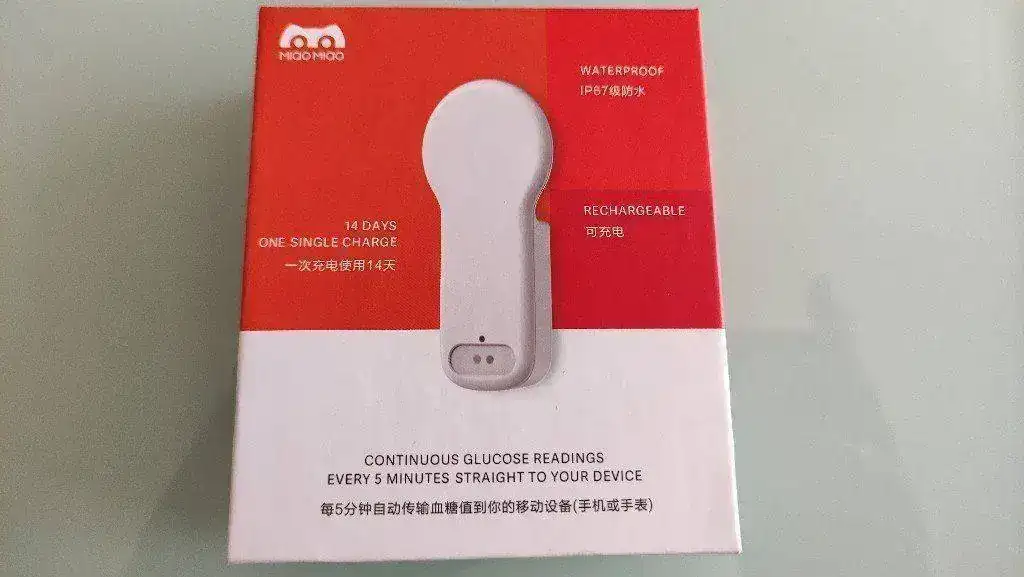 MIAO MIAO
WATERPROOF
IP67级防水
14 DAYS
ONE SINGLE CHARGE
一次充电使用14天
RECHARGEABLE
可充电
CONTINUOUS GLUCOSE READINGS
EVERY 5 MINUTES STRAIGHT TO YOUR DEVICE
每5分钟自动传输血糖值到你的移动设备(手机或手表)